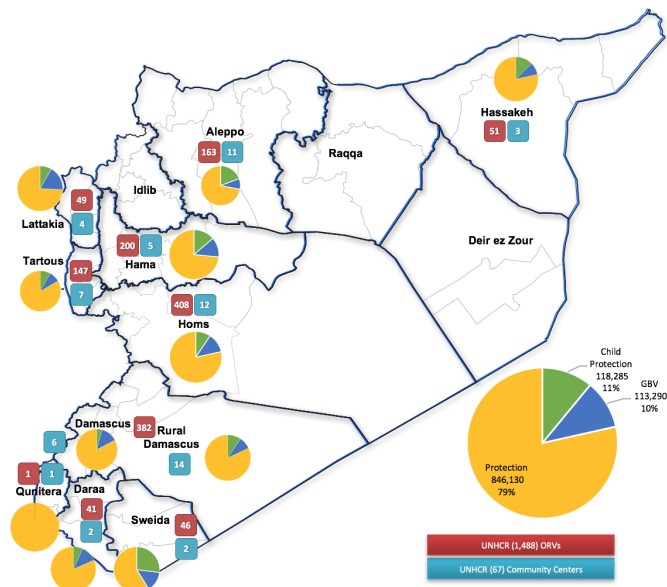 Hassakeh
51 3
Aleppo
163 11
Raqqa
Idlib
49
Lattakia
4
Deir ez Zour
200 5
Hama
Tartous
147
7
408 12
Homs
Child
Protection
118,285
11%
GBV
113,290
10%
Damascus
382
Rural
Damascus
6
14
Protection
846,130
79%
1 1
Qunitera
Daraa
41
2
Sweida
46
2
UNHCR (1,488) ORVs
UNHCR (67) Community Centers